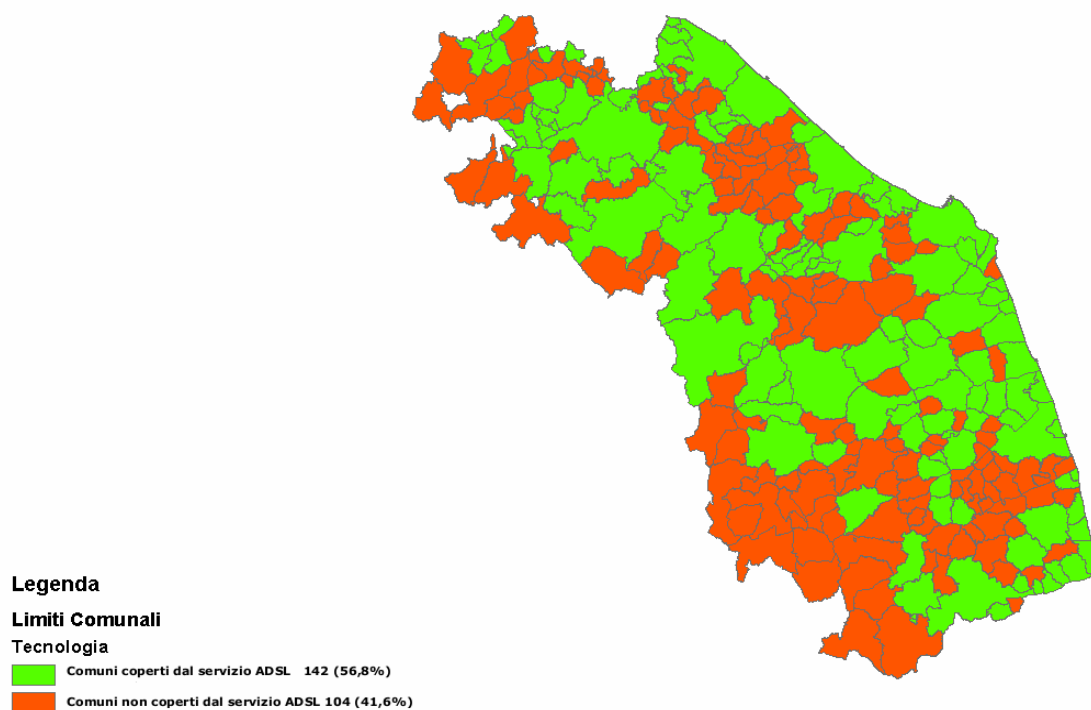 Legenda
Limiti Comunali
Tecnologia
Comuni coperti dal servizio ADSL 142 (56,8%)
Comuni non coperti dal servizio ADSL 104 (41,6%)